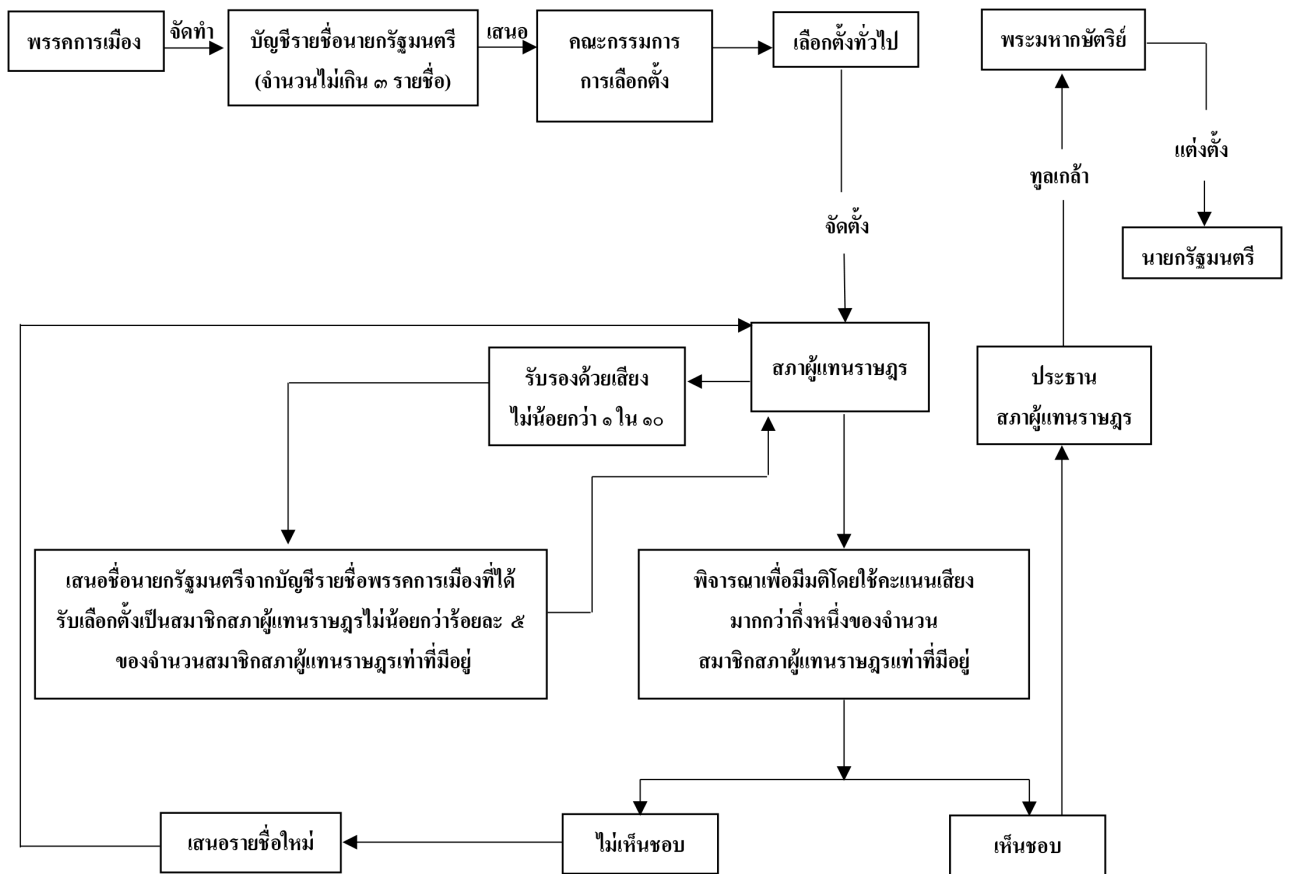 พรรคการเมือง
จัดทำ
บัญชีรายชื่อนายกรัฐมนตรี
(จำนวนไม่เกิน ๓ รายชื่อ)
เสนอ
คณะกรรมการ
การเลือกตั้ง
เลือกตั้งทั่วไป
พระมหากษัตริย์
แต่งตั้ง
ทูลเกล้า
จัดตั้ง
นายกรัฐมนตรี
สภาผู้แทนราษฎร
รับรองด้วยเสียง
ไม่น้อยกว่า ๑ ใน ๑๐
ประธาน
สภาผู้แทนราษฎร
เสนอชื่อนายกรัฐมนตรีจากบัญชีรายชื่อพรรคการเมืองที่ได้
รับเลือกตั้งเป็นสมาชิกสภาผู้แทนราษฎรไม่น้อยกว่าร้อยละ ๕
ของจำนวนสมาชิกสภาผู้แทนราษฎรเท่าที่มีอยู่
พิจารณาเพื่อมีมติโดยใช้คะแนนเสียง
มากกว่ากึ่งหนึ่งของจำนวน
สมาชิกสภาผู้แทนราษฎรแท่าที่มีอยู่
เสนอรายชื่อใหม่
ไม่เห็นชอบ
เห็นชอบ